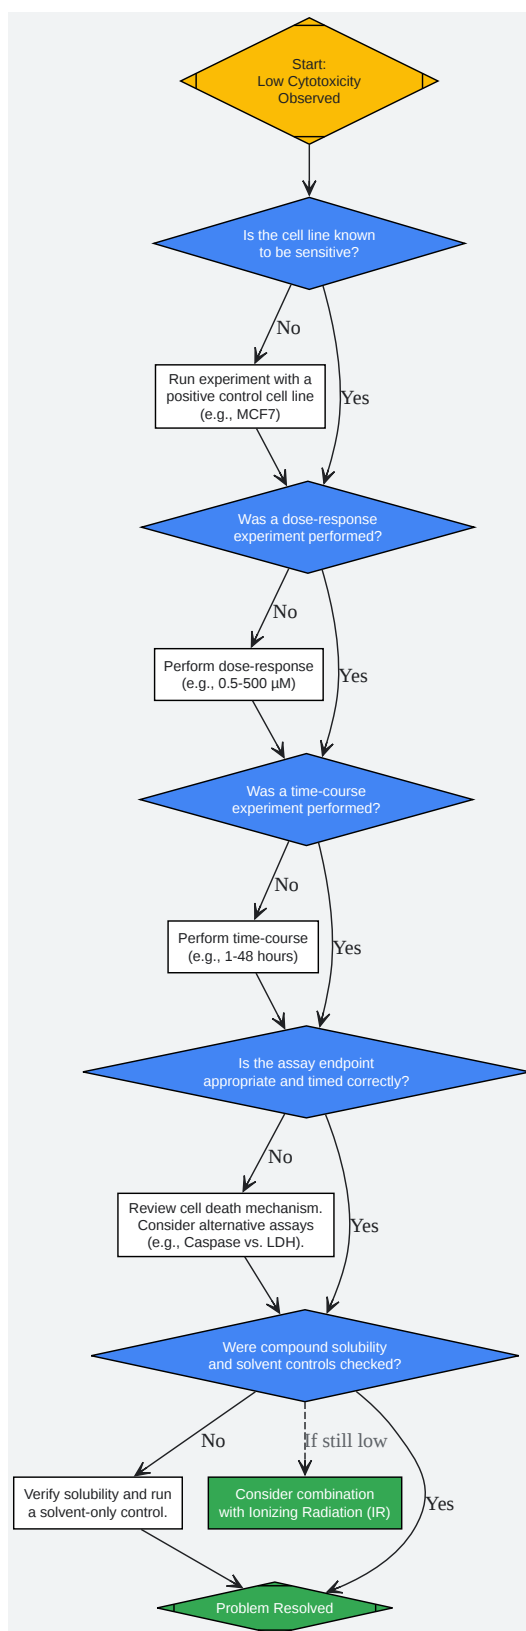 Start:
Low Cytotoxicity
Observed
Is the cell line known
to be sensitive?
No
Run experiment with a
positive control cell line
(e.g., MCF7)
Yes
Was a dose-response
experiment performed?
No
Perform dose-response
(e.g., 0.5-500 µM)
Yes
Was a time-course
experiment performed?
No
Perform time-course
(e.g., 1-48 hours)
Yes
Is the assay endpoint
appropriate and timed correctly?
No
Review cell death mechanism.
Consider alternative assays
(e.g., Caspase vs. LDH).
Yes
Were compound solubility
and solvent controls checked?
No
If still low
Verify solubility and run
a solvent-only control.
Consider combination
with Ionizing Radiation (IR)
Yes
Problem Resolved